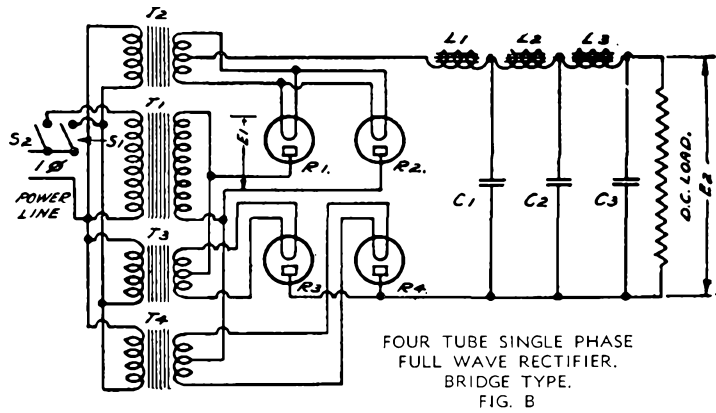 T2
L1 L2 L3
T1
S2 S1
E1
R1. R2.
1 Ø
POWER
LINE
C1 C2 C3
D.C. LOAD.
E2
T3
R3 R4.
T4
FOUR TUBE SINGLE PHASE
FULL WAVE RECTIFIER.
BRIDGE TYPE.
FIG. B